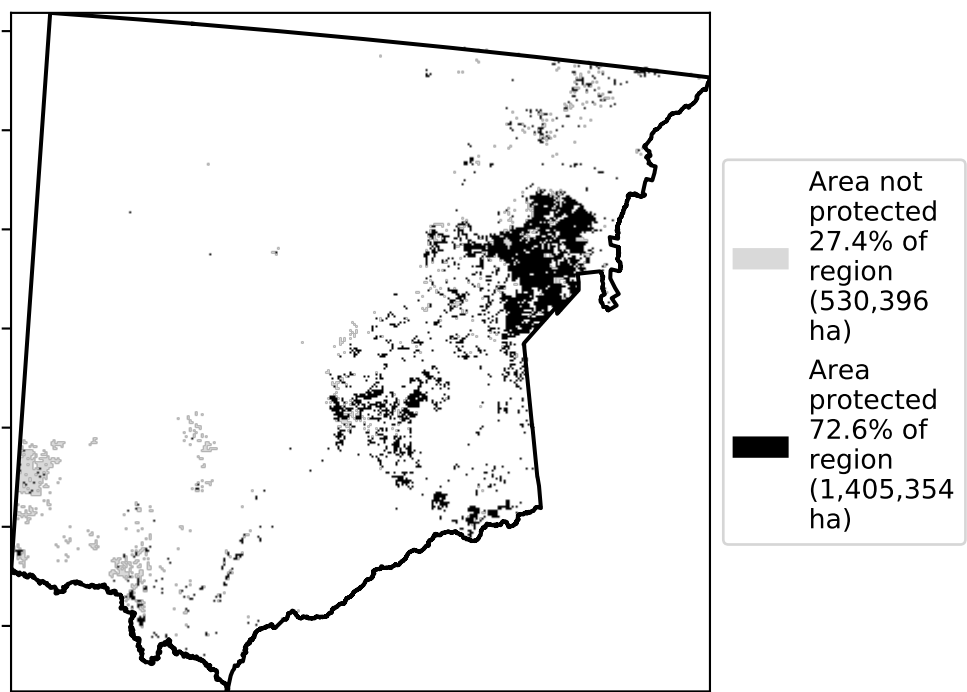 Area not
protected
27.4% of
region
(530,396
ha)
Area
protected
72.6% of
region
(1,405,354
ha)